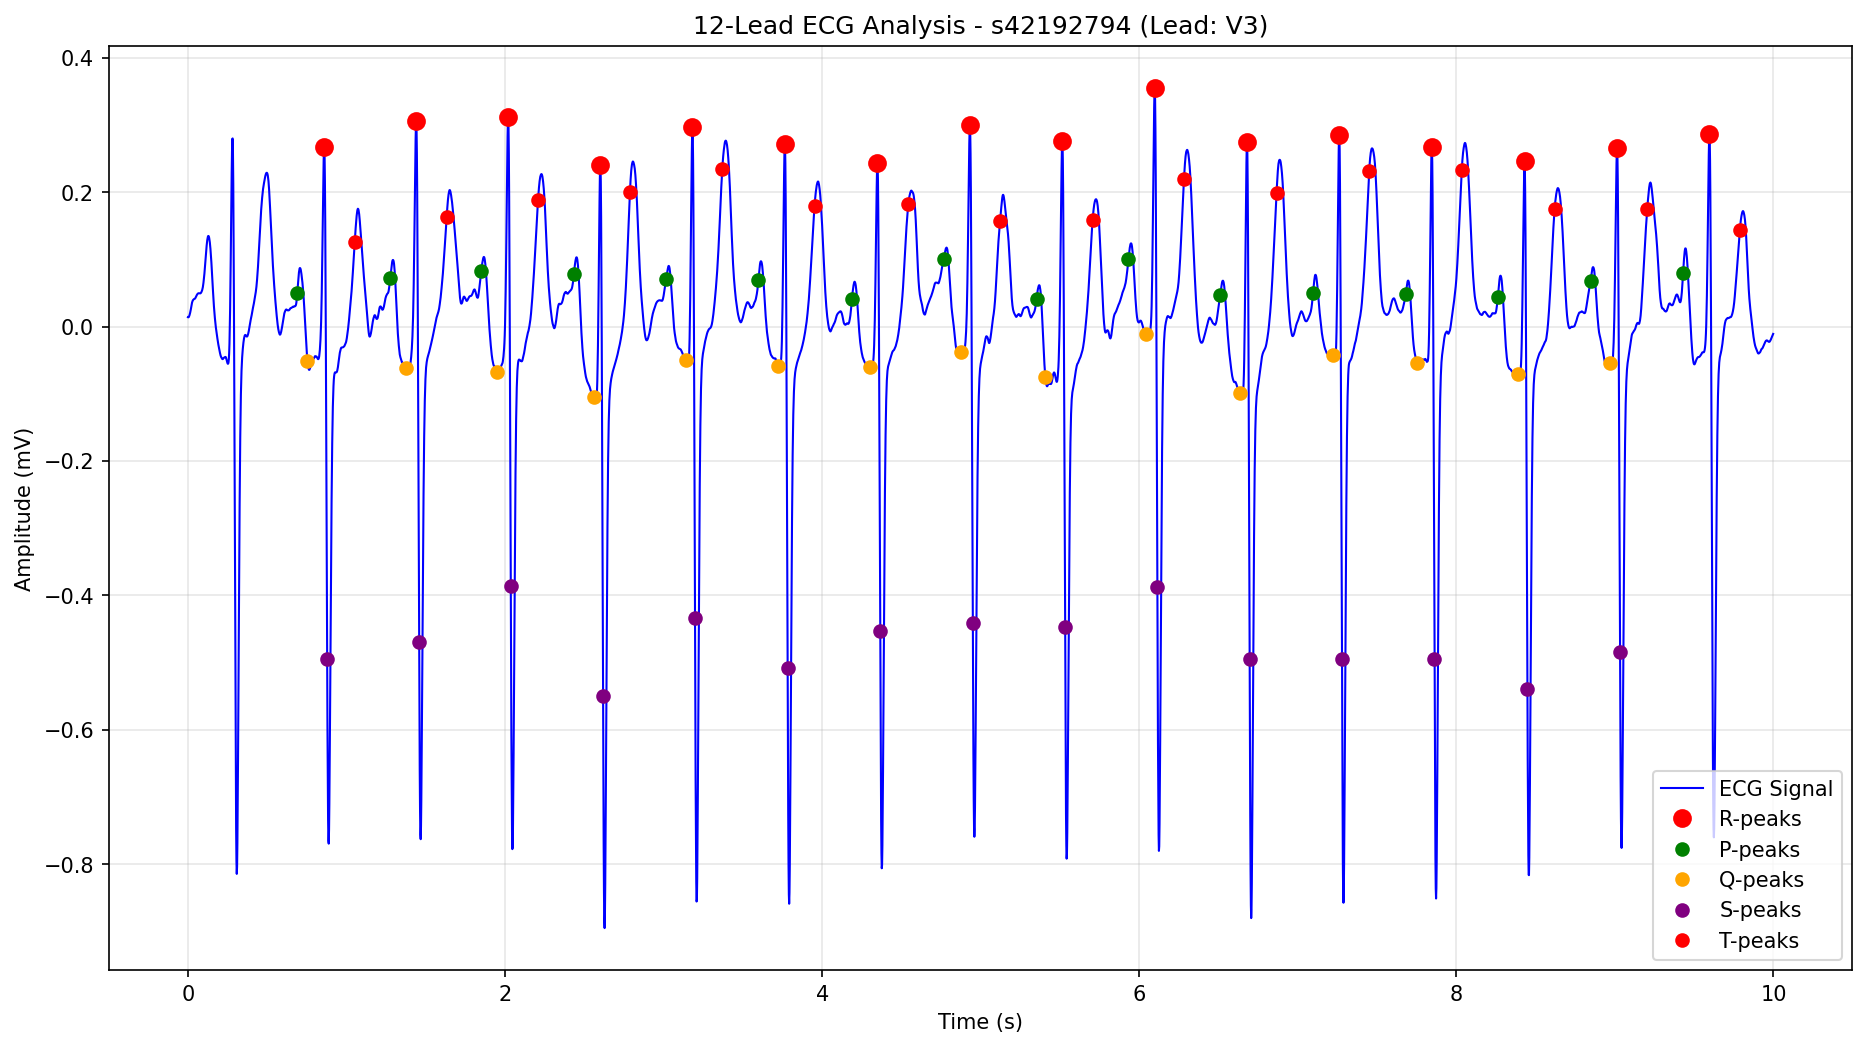 12-Lead ECG Analysis - s42192794 (Lead: V3)
Amplitude (mV)
0.4
0.2
0.0
−0.2
−0.4
−0.6
−0.8
0 2 4 6 8 10
Time (s)
ECG Signal
R-peaks
P-peaks
Q-peaks
S-peaks
T-peaks